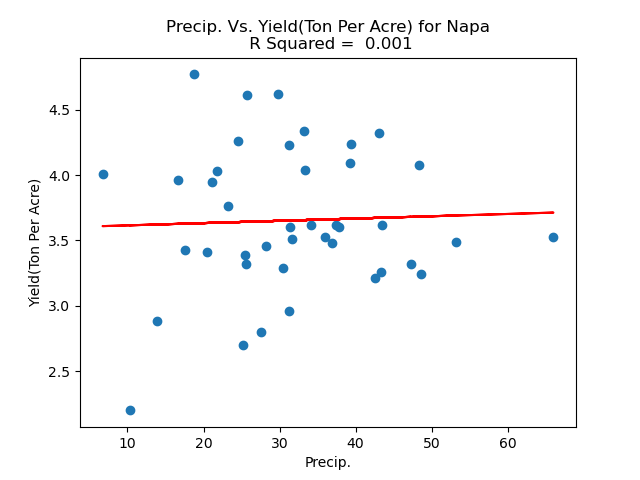 Precip. Vs. Yield(Ton Per Acre) for Napa
R Squared =  0.001
Yield(Ton Per Acre)
4.5
4.0
3.5
3.0
2.5
10 20 30 40 50 60
Precip.